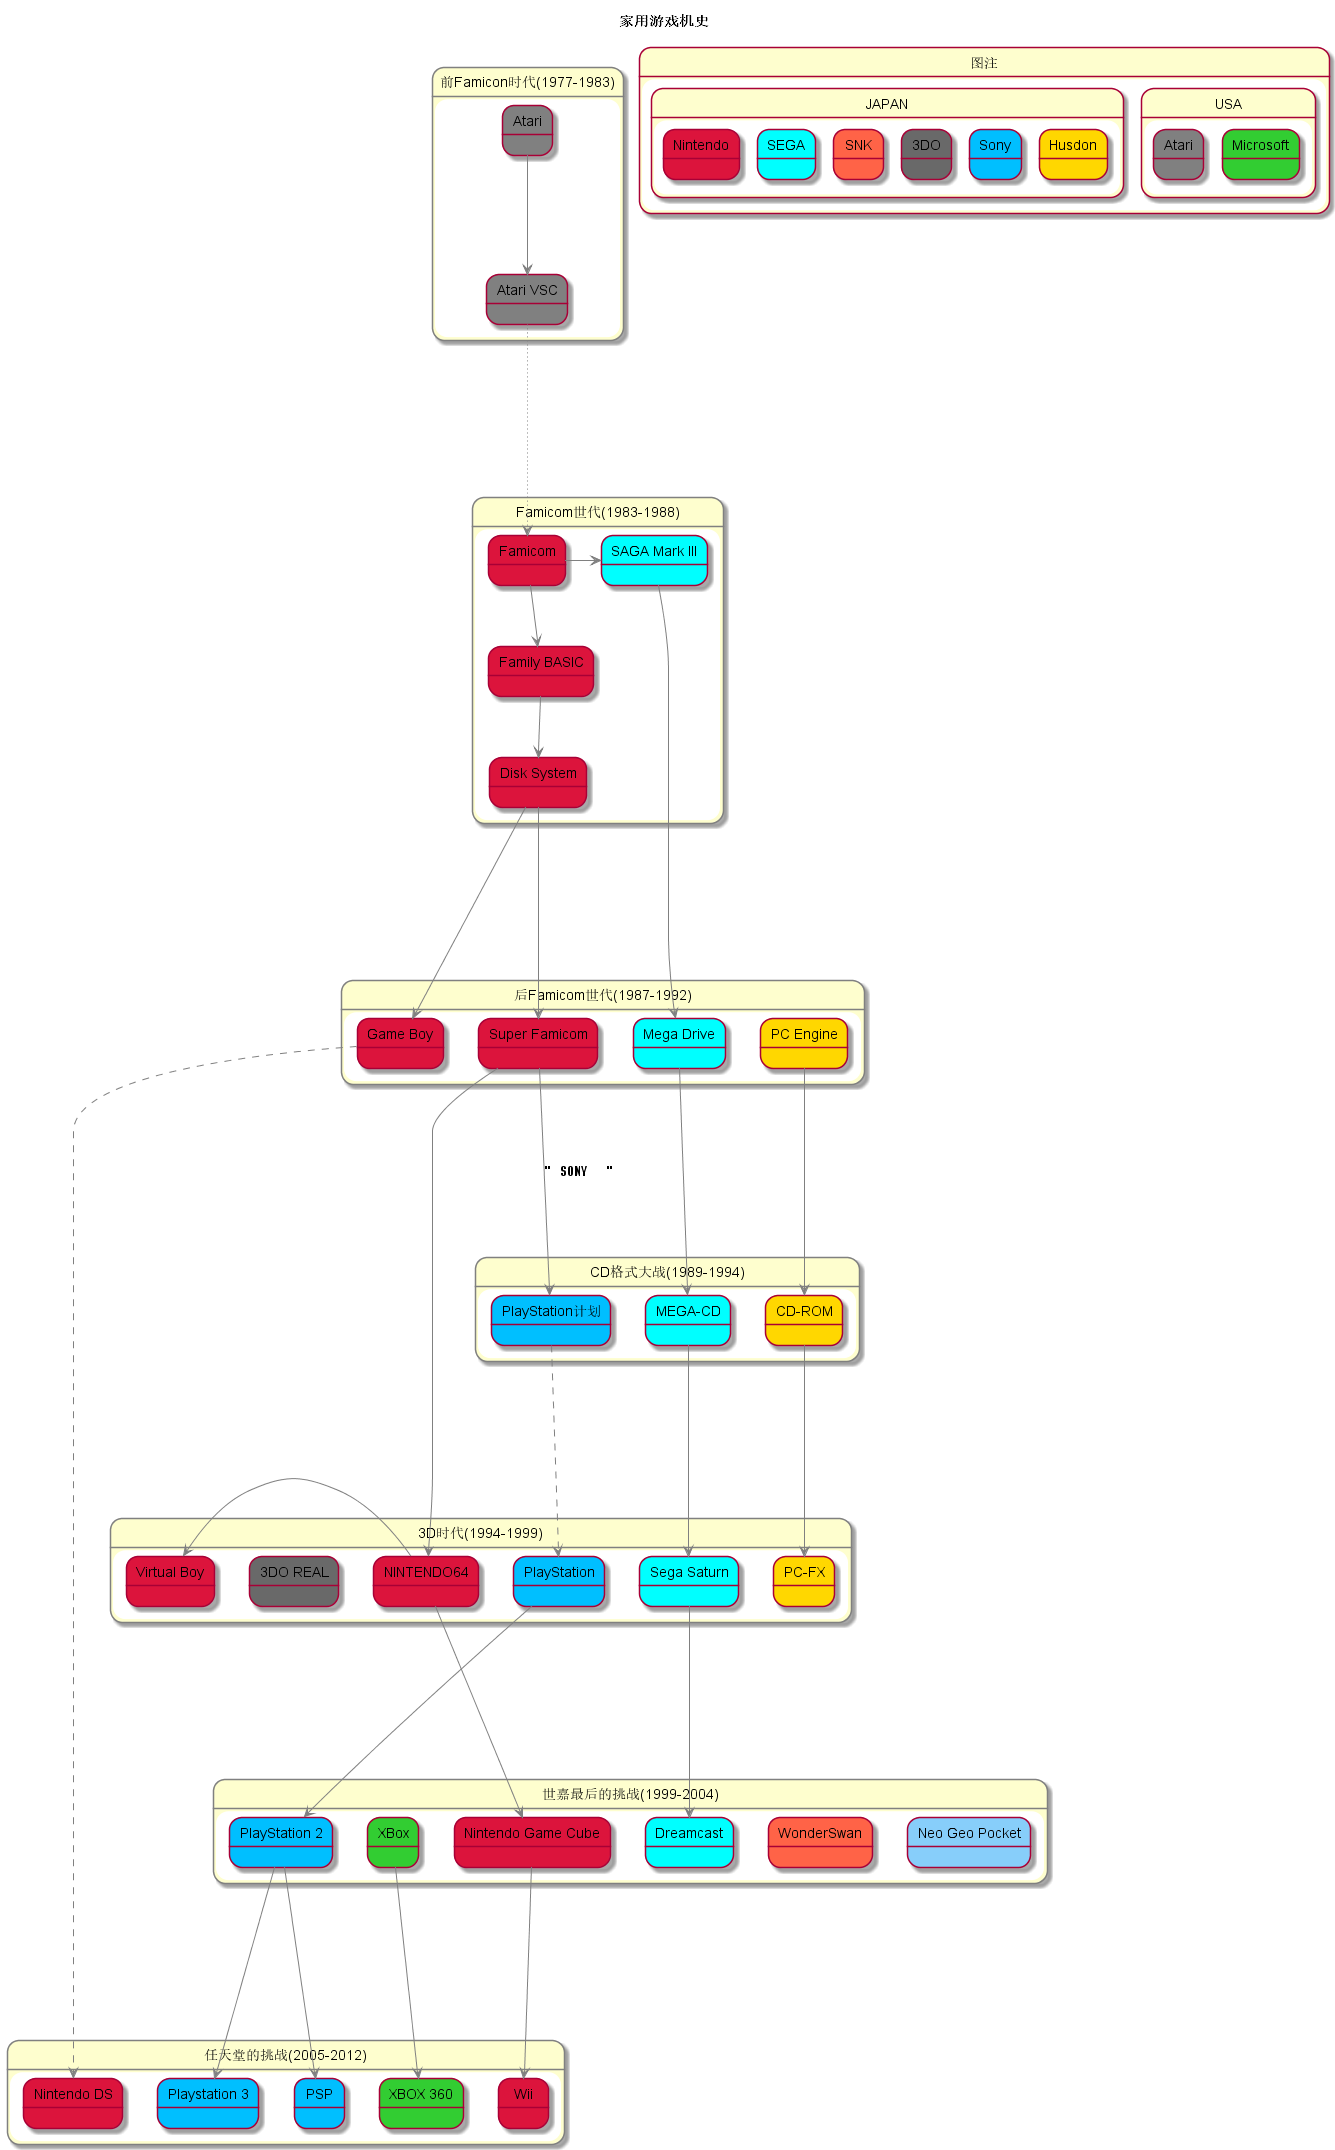 家用游戏机史
图注
JAPAN
USA
Nintendo
SEGA
SNK
3DO
Sony
Husdon
Atari
Microsoft
前Famicon时代(1977-1983)
Atari
Atari VSC
Famicom世代(1983-1988)
Famicom
SAGA Mark III
Family BASIC
Disk System
后Famicom世代(1987-1992)
Game Boy
Super Famicom
Mega Drive
PC Engine
" SONY "
CD格式大战(1989-1994)
PlayStation计划
MEGA-CD
CD-ROM
3D时代(1994-1999)
Virtual Boy
3DO REAL
NINTENDO64
PlayStation
Sega Saturn
PC-FX
世嘉最后的挑战(1999-2004)
PlayStation 2
XBox
Nintendo Game Cube
Dreamcast
WonderSwan
Neo Geo Pocket
任天堂的挑战(2005-2012)
Nintendo DS
Playstation 3
PSP
XBOX 360
Wii